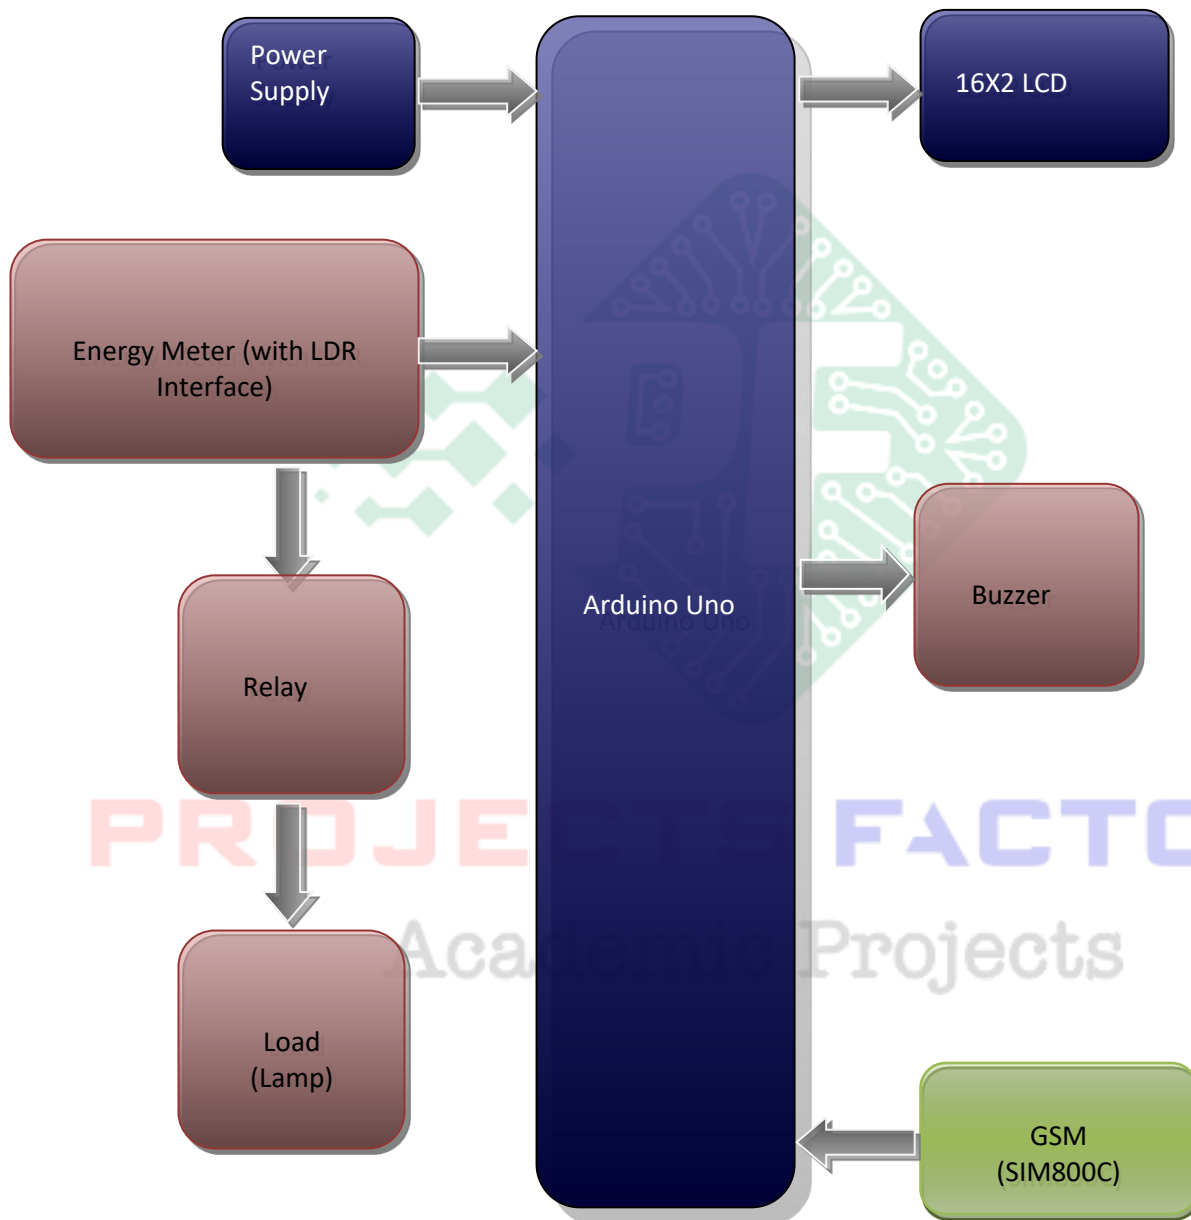 Power
Supply
16X2 LCD
Energy Meter (with LDR
Interface)
Arduino Uno
Buzzer
Relay
PROJECTS FACTO
Academic Projects
Load
(Lamp)
GSM
(SIM800C)